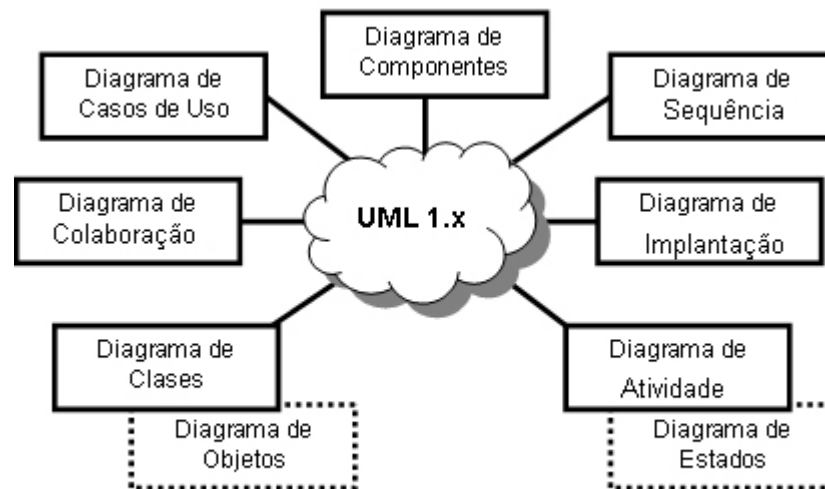 Diagrama de
Componentes
Diagrama de
Casos de Uso
Diagrama de
Sequência
UML 1.x
Diagrama de
Colaboração
Diagrama de
Implantação
Diagrama de
Clases
Diagrama de
Atividade
Diagrama de
Objetos
Diagrama de
Estados